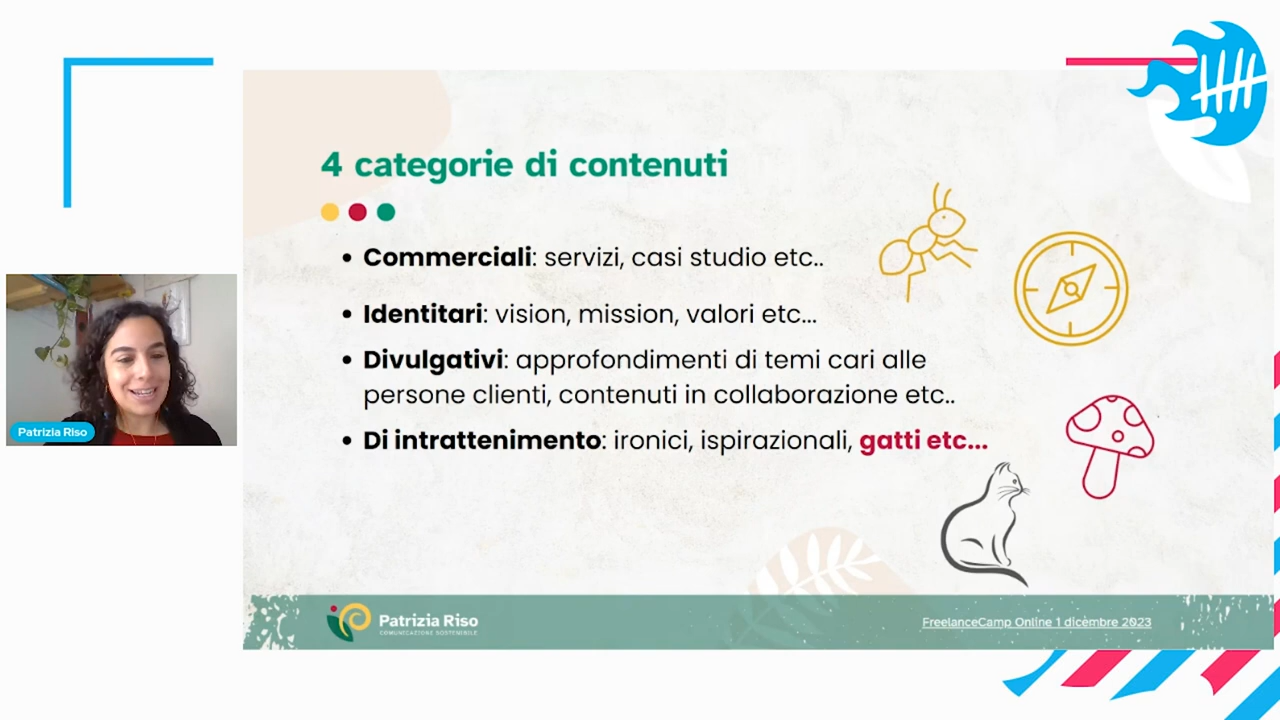 4 categorie di contenuti
Commerciali: servizi, casi studio etc..
Identitari: vision, mission, valori etc...
Divulgativi: approfondimenti di temi cari alle
persone clienti, contenuti in collaborazione etc..
Di intrattenimento: ironici, ispirazionali, gatti etc...
Patrizia Riso
Patrizia Riso
COMUNICAZIONE SOSTENIBILE
FreelanceCamp Online 1 dicembre 2023